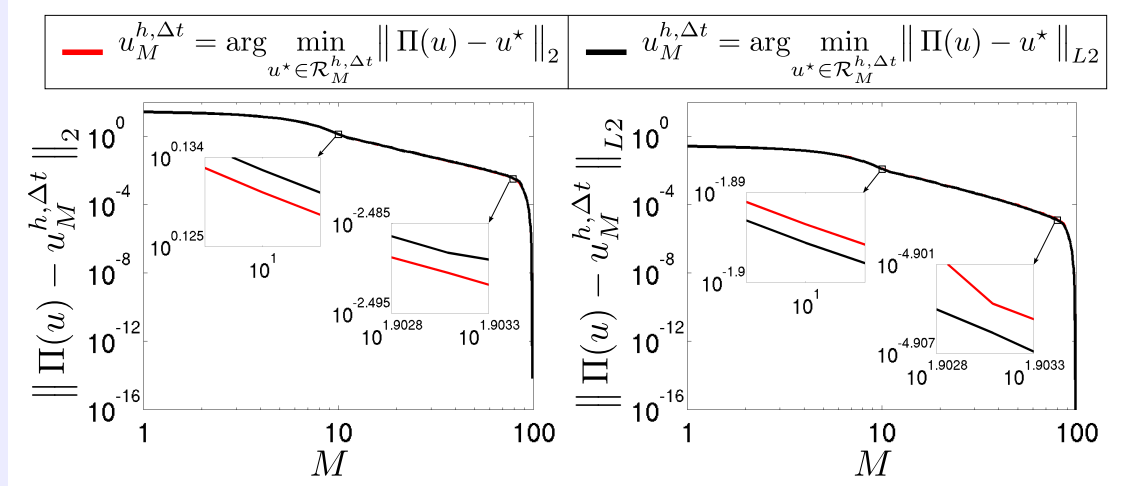 u_M^{h,Δt} = arg min_{u⋆∈R_M^{h,Δt}} ‖ Π(u) − u⋆ ‖_2
u_M^{h,Δt} = arg min_{u⋆∈R_M^{h,Δt}} ‖ Π(u) − u⋆ ‖_{L2}
‖ Π(u) − u_M^{h,Δt} ‖_2
10^0
10^-4
10^-8
10^-12
10^-16
10^0.134
10^0.125
10^1
10^-2.485
10^-2.495
10^1.9028 10^1.9033
1 10 100
M
‖ Π(u) − u_M^{h,Δt} ‖_{L2}
10^0
10^-4
10^-8
10^-12
10^-16
10^-1.89
10^-1.9
10^1
10^-4.901
10^-4.907
10^1.9028 10^1.9033
1 10 100
M